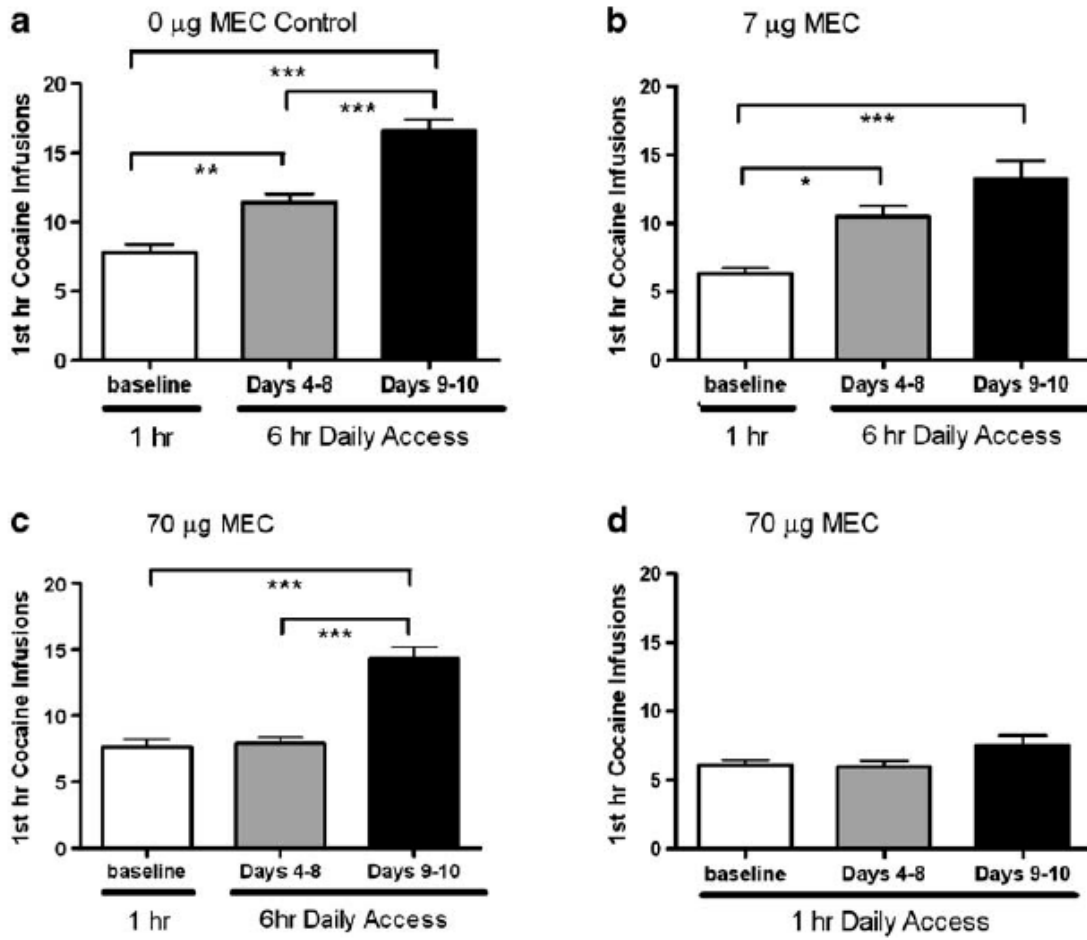 a 0 µg MEC Control
1st hr Cocaine Infusions
20
15
10
5
0
***
***
**
baseline Days 4-8 Days 9-10
1 hr 6 hr Daily Access
b 7 µg MEC
1st hr Cocaine Infusions
20
15
10
5
0
***
*
baseline Days 4-8 Days 9-10
1 hr 6 hr Daily Access
c 70 µg MEC
1st hr Cocaine Infusions
20
15
10
5
0
***
***
baseline Days 4-8 Days 9-10
1 hr 6hr Daily Access
d 70 µg MEC
1st hr Cocaine Infusions
20
15
10
5
0
baseline Days 4-8 Days 9-10
1 hr Daily Access